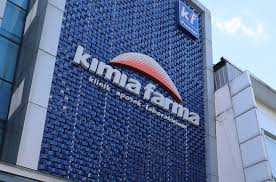 kf
kimia farma
klinik - apotek - laboratorium